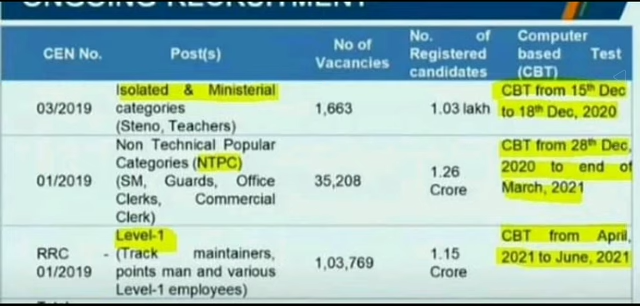 ONGOING RECRUITMENT
CEN No.
Post(s)
No of
Vacancies
No. of
Registered
candidates
Computer
based Test
(CBT)
03/2019
Isolated & Ministerial
categories
(Steno, Teachers)
1,663
1.03 lakh
CBT from 15th Dec
to 18th Dec, 2020
01/2019
Non Technical Popular
Categories (NTPC)
(SM, Guards, Office
Clerks, Commercial
Clerk)
35,208
1.26
Crore
CBT from 28th Dec,
2020 to end of
March, 2021
RRC -
01/2019
Level-1
(Track maintainers,
points man and various
Level-1 employees)
1,03,769
1.15
Crore
CBT from April,
2021 to June, 2021